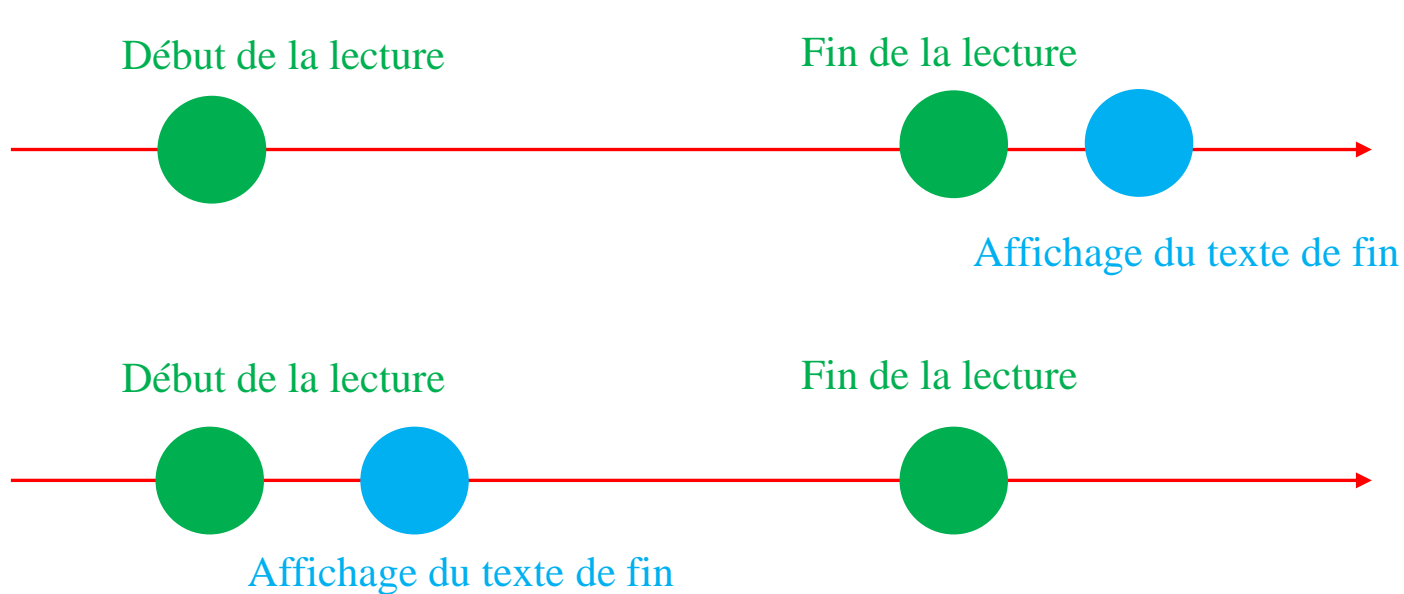 Début de la lecture
Fin de la lecture
Affichage du texte de fin
Début de la lecture
Fin de la lecture
Affichage du texte de fin